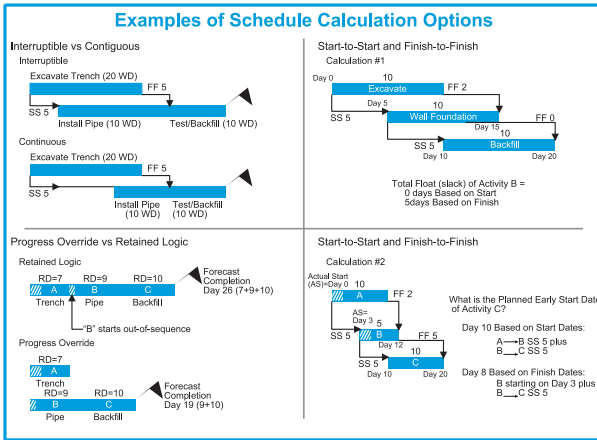 Examples of Schedule Calculation Options
Interruptible vs Contiguous
Interruptible
Excavate Trench (20 WD)
FF 5
SS 5
Install Pipe (10 WD)
Test/Backfill (10 WD)
Continuous
Excavate Trench (20 WD)
FF 5
SS 5
Install Pipe
(10 WD)
Test/Backfill
(10 WD)
Start-to-Start and Finish-to-Finish
Calculation #1
Day 0
10
Excavate
FF 2
Day 5
10
SS 5
Wall Foundation
Day 15
FF 0
SS 5
10
Backfill
Day 10
Day 20
Total Float (slack) of Activity B =
0 days Based on Start
5days Based on Finish
Progress Override vs Retained Logic
Retained Logic
RD=7
RD=9
RD=10
A
B
C
Trench
Pipe
Backfill
Forecast
Completion
Day 26 (7+9+10)
"B" starts out-of-sequence
Progress Override
RD=7
A
Trench
RD=9
RD=10
B
C
Pipe
Backfill
Forecast
Completion
Day 19 (9+10)
Start-to-Start and Finish-to-Finish
Calculation #2
Actual Start
(AS)=Day 0
10
A
FF 2
AS=
Day 3
5
SS 5
B
Day 12
FF 5
SS 5
10
C
Day 10
Day 20
What is the Planned Early Start Date
of Activity C?
Day 10 Based on Start Dates:
A→B SS 5 plus
B→C SS 5
Day 8 Based on Finish Dates:
B starting on Day 3 plus
B→C SS 5